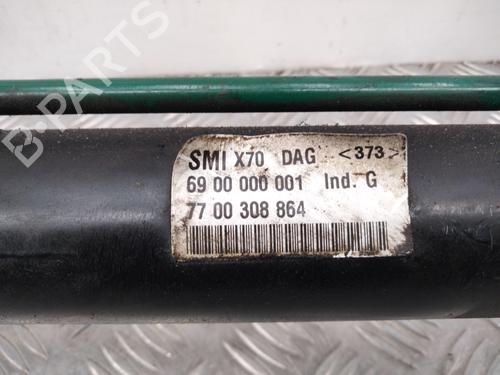 SMI X70 DAG <373>
69 00 000 001 Ind. G
77 00 308 864
B-PARTS